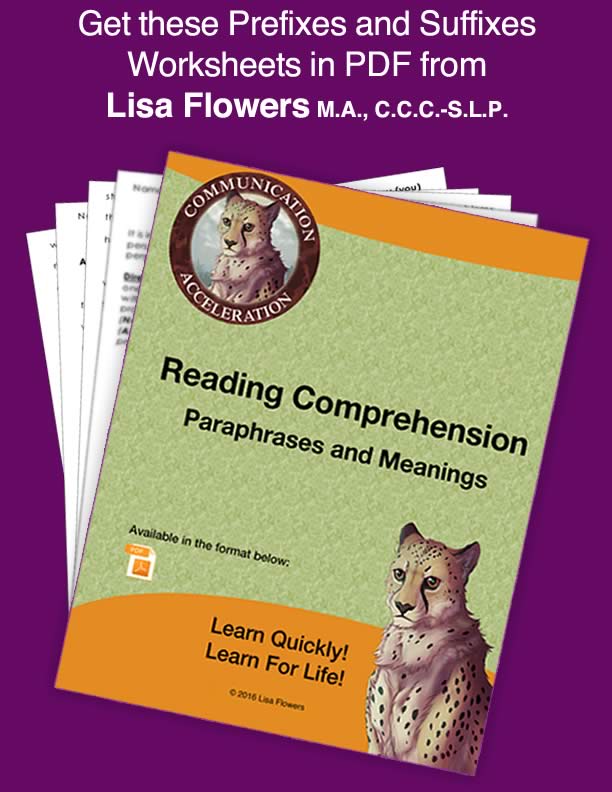 Get these Prefixes and Suffixes
Worksheets in PDF from
Lisa Flowers M.A., C.C.C.-S.L.P.
(you)
COMMUNICATION
ACCELERATION
Reading Comprehension
Paraphrases and Meanings
Available in the format below:
PDF
Learn Quickly!
Learn For Life!
© 2016 Lisa Flowers